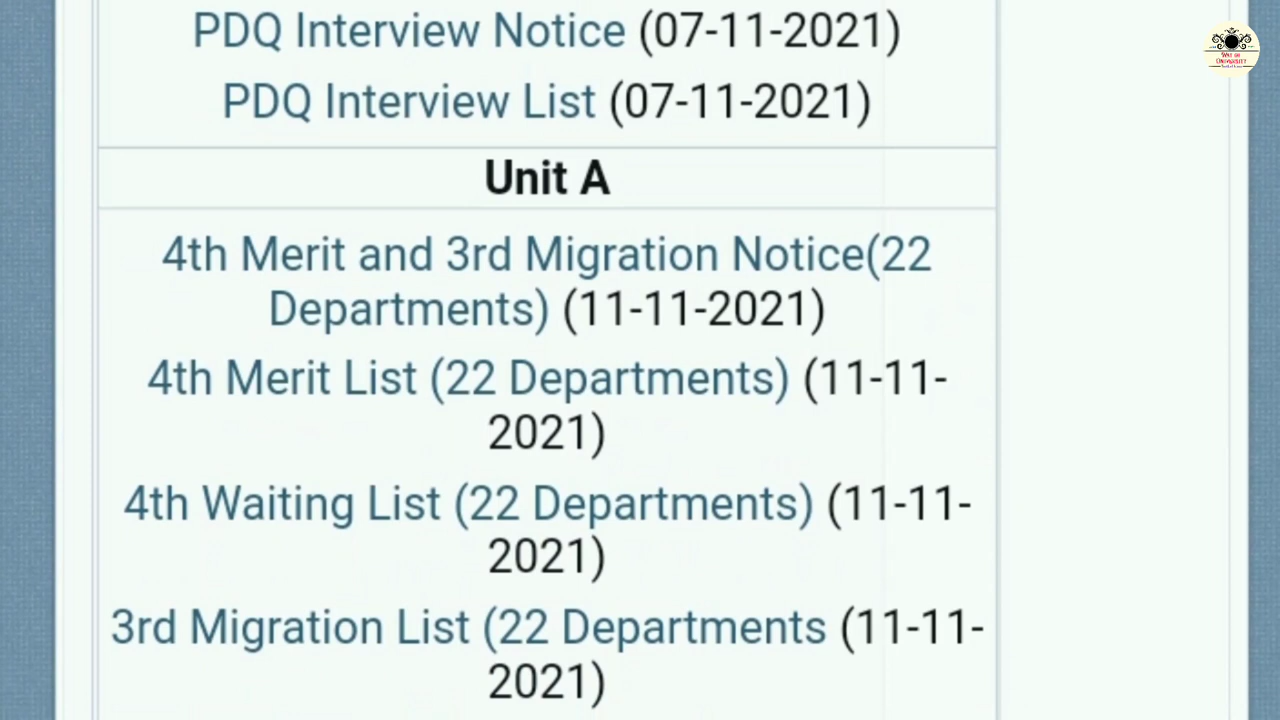 PDQ Interview Notice (07-11-2021)
PDQ Interview List (07-11-2021)
Unit A
4th Merit and 3rd Migration Notice(22
Departments) (11-11-2021)
4th Merit List (22 Departments) (11-11-
2021)
4th Waiting List (22 Departments) (11-11-
2021)
3rd Migration List (22 Departments (11-11-
2021)
UNIVERSITY